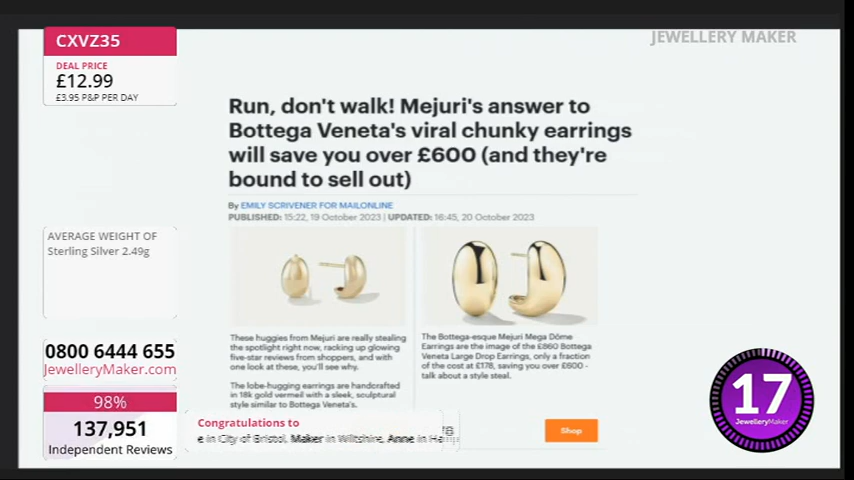 CXVZ35
DEAL PRICE
£12.99
£3.95 P&P PER DAY
JEWELLERY MAKER
Run, don't walk! Mejuri's answer to
Bottega Veneta's viral chunky earrings
will save you over £600 (and they're
bound to sell out)
By EMILY SCRIVENER FOR MAILONLINE
PUBLISHED: 15:22, 19 October 2023 | UPDATED: 16:45, 20 October 2023
AVERAGE WEIGHT OF
Sterling Silver 2.49g
These huggies from Mejuri are really stealing
the spotlight right now, racking up glowing
five-star reviews from shoppers, and with
one look at these, you'll see why.
The lobe-hugging earrings are handcrafted
in 18k gold vermeil with a sleek, sculptural
style similar to Bottega Veneta's.
The Bottega-esque Mejuri Mega Dôme
Earrings are the image of the £860 Bottega
Veneta Large Drop Earrings, only a fraction
of the cost at £178, saving you over £600 -
talk about a style steal.
Shop
0800 6444 655
JewelleryMaker.com
98%
137,951
Independent Reviews
Congratulations to
e in City of Bristol, Maker in Wiltshire, Anne in
17
JewelleryMaker